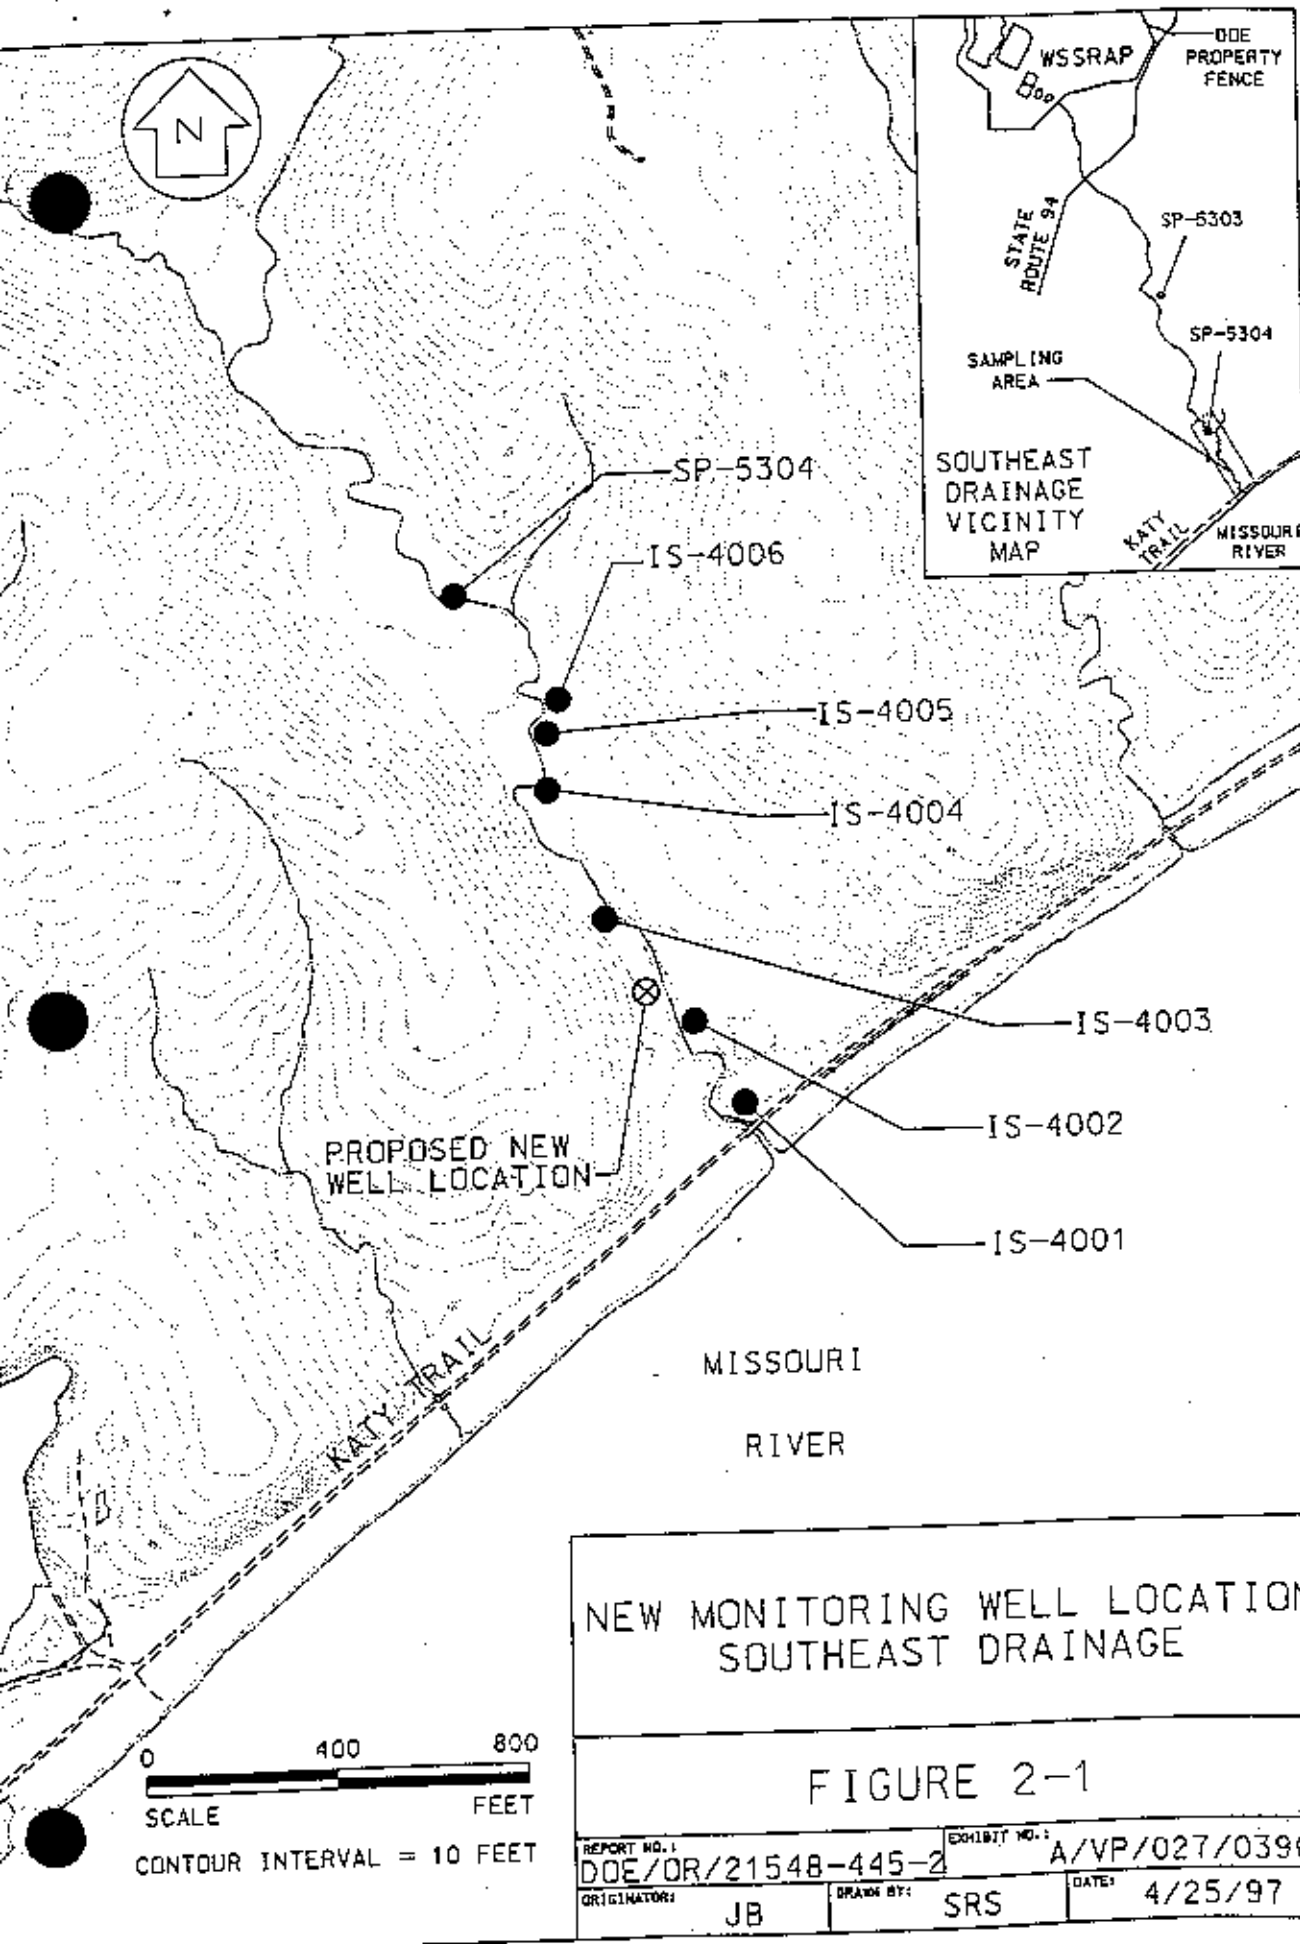 N
WSSRAP
DOE
PROPERTY
FENCE
STATE
ROUTE 94
SP-5303
SP-5304
SAMPLING
AREA
SOUTHEAST
DRAINAGE
VICINITY
MAP
KATY
TRAIL
MISSOURI
RIVER
SP-5304
IS-4006
IS-4005
IS-4004
IS-4003
IS-4002
IS-4001
PROPOSED NEW
WELL LOCATION
KATY TRAIL
MISSOURI
RIVER
NEW MONITORING WELL LOCATION
SOUTHEAST DRAINAGE
FIGURE 2-1
0 400 800
SCALE FEET
CONTOUR INTERVAL = 10 FEET
REPORT NO.: DOE/OR/21548-445-2
EXHIBIT NO.: A/VP/027/039
ORIGINATOR: JB
DRAWN BY: SRS
DATE: 4/25/97